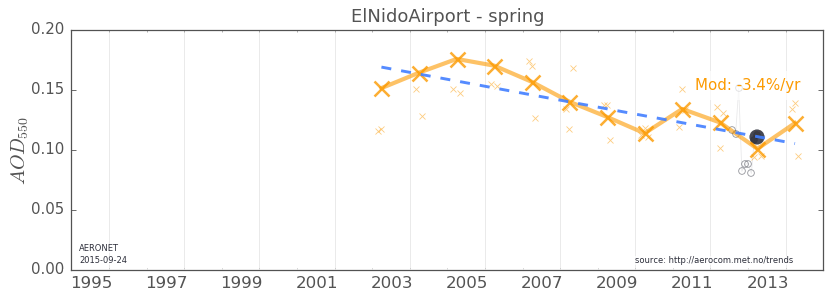 ElNidoAirport - spring
0.20
0.15
0.10
0.05
0.00
AOD550
Mod: -3.4%/yr
AERONET
2015-09-24
source: http://aerocom.met.no/trends
1995 1997 1999 2001 2003 2005 2007 2009 2011 2013